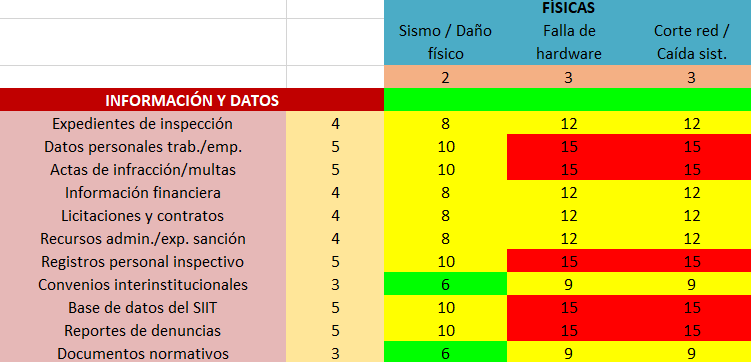 FÍSICAS
Sismo / Daño físico Falla de hardware Corte red / Caída sist.
2 3 3
INFORMACIÓN Y DATOS
Expedientes de inspección 4 8 12 12
Datos personales trab./emp. 5 10 15 15
Actas de infracción/multas 5 10 15 15
Información financiera 4 8 12 12
Licitaciones y contratos 4 8 12 12
Recursos admin./exp. sanción 4 8 12 12
Registros personal inspectivo 5 10 15 15
Convenios interinstitucionales 3 6 9 9
Base de datos del SIIT 5 10 15 15
Reportes de denuncias 5 10 15 15
Documentos normativos 3 6 9 9